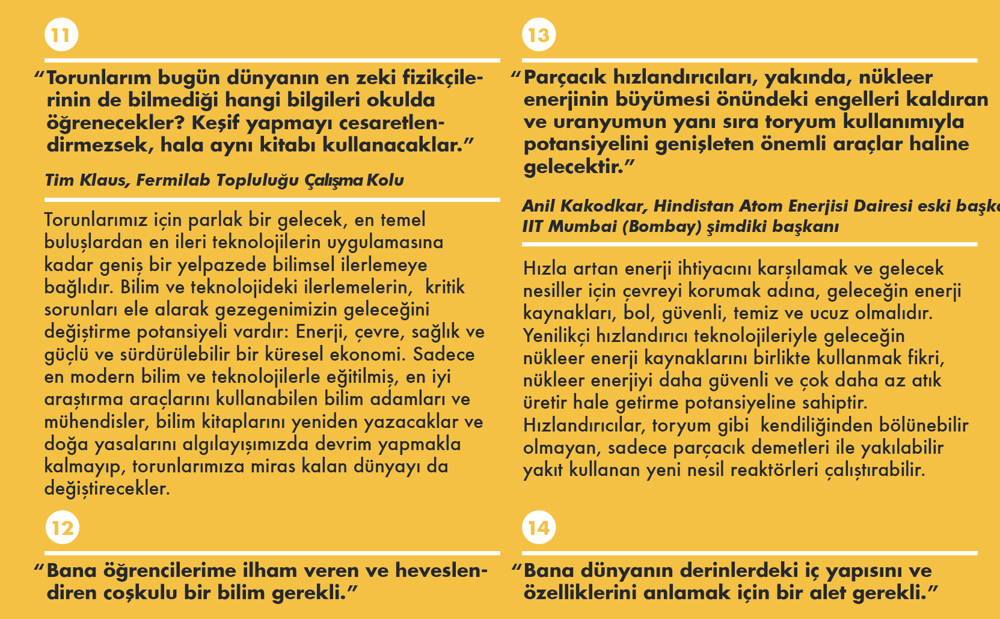 11
“Torunlarım bugün dünyanın en zeki fizikçile-
rinin de bilmediği hangi bilgileri okulda
öğrenecekler? Keşif yapmayı cesaretlen-
dirmezsek, hala aynı kitabı kullanacaklar.”
Tim Klaus, Fermilab Topluluğu Çalışma Kolu
Torunlarımız için parlak bir gelecek, en temel
buluşlardan en ileri teknolojilerin uygulamasına
kadar geniş bir yelpazede bilimsel ilerlemeye
bağlıdır. Bilim ve teknolojideki ilerlemelerin,  kritik
sorunları ele alarak gezegenimizin geleceğini
değiştirme potansiyeli vardır: Enerji, çevre, sağlık ve
güçlü ve sürdürülebilir bir küresel ekonomi. Sadece
en modern bilim ve teknolojilerle eğitilmiş, en iyi
araştırma araçlarını kullanabilen bilim adamları ve
mühendisler, bilim kitaplarını yeniden yazacaklar ve
doğa yasalarını algılayışımızda devrim yapmakla
kalmayıp, torunlarımıza miras kalan dünyayı da
değiştirecekler.
12
“Bana öğrencilerime ilham veren ve heveslen-
diren coşkulu bir bilim gerekli.”
13
“Parçacık hızlandırıcıları, yakında, nükleer
enerjinin büyümesi önündeki engelleri kaldıran
ve uranyumun yanı sıra toryum kullanımıyla
potansiyelini genişleten önemli araçlar haline
gelecektir.”
Anil Kakodkar, Hindistan Atom Enerjisi Dairesi eski
IIT Mumbai (Bombay) şimdiki başkanı
Hızla artan enerji ihtiyacını karşılamak ve gelecek
nesiller için çevreyi korumak adına, geleceğin enerji
kaynakları, bol, güvenli, temiz ve ucuz olmalıdır.
Yenilikçi hızlandırıcı teknolojileriyle geleceğin
nükleer enerji kaynaklarını birlikte kullanmak fikri,
nükleer enerjiyi daha güvenli ve çok daha az atık
üretir hale getirme potansiyeline sahiptir.
Hızlandırıcılar, toryum gibi  kendiliğinden bölünebilir
olmayan, sadece parçacık demetleri ile yakılabilir
yakıt kullanan yeni nesil reaktörleri çalıştırabilir.
14
“Bana dünyanın derinlerdeki iç yapısını ve
özelliklerini anlamak için bir alet gerekli.”